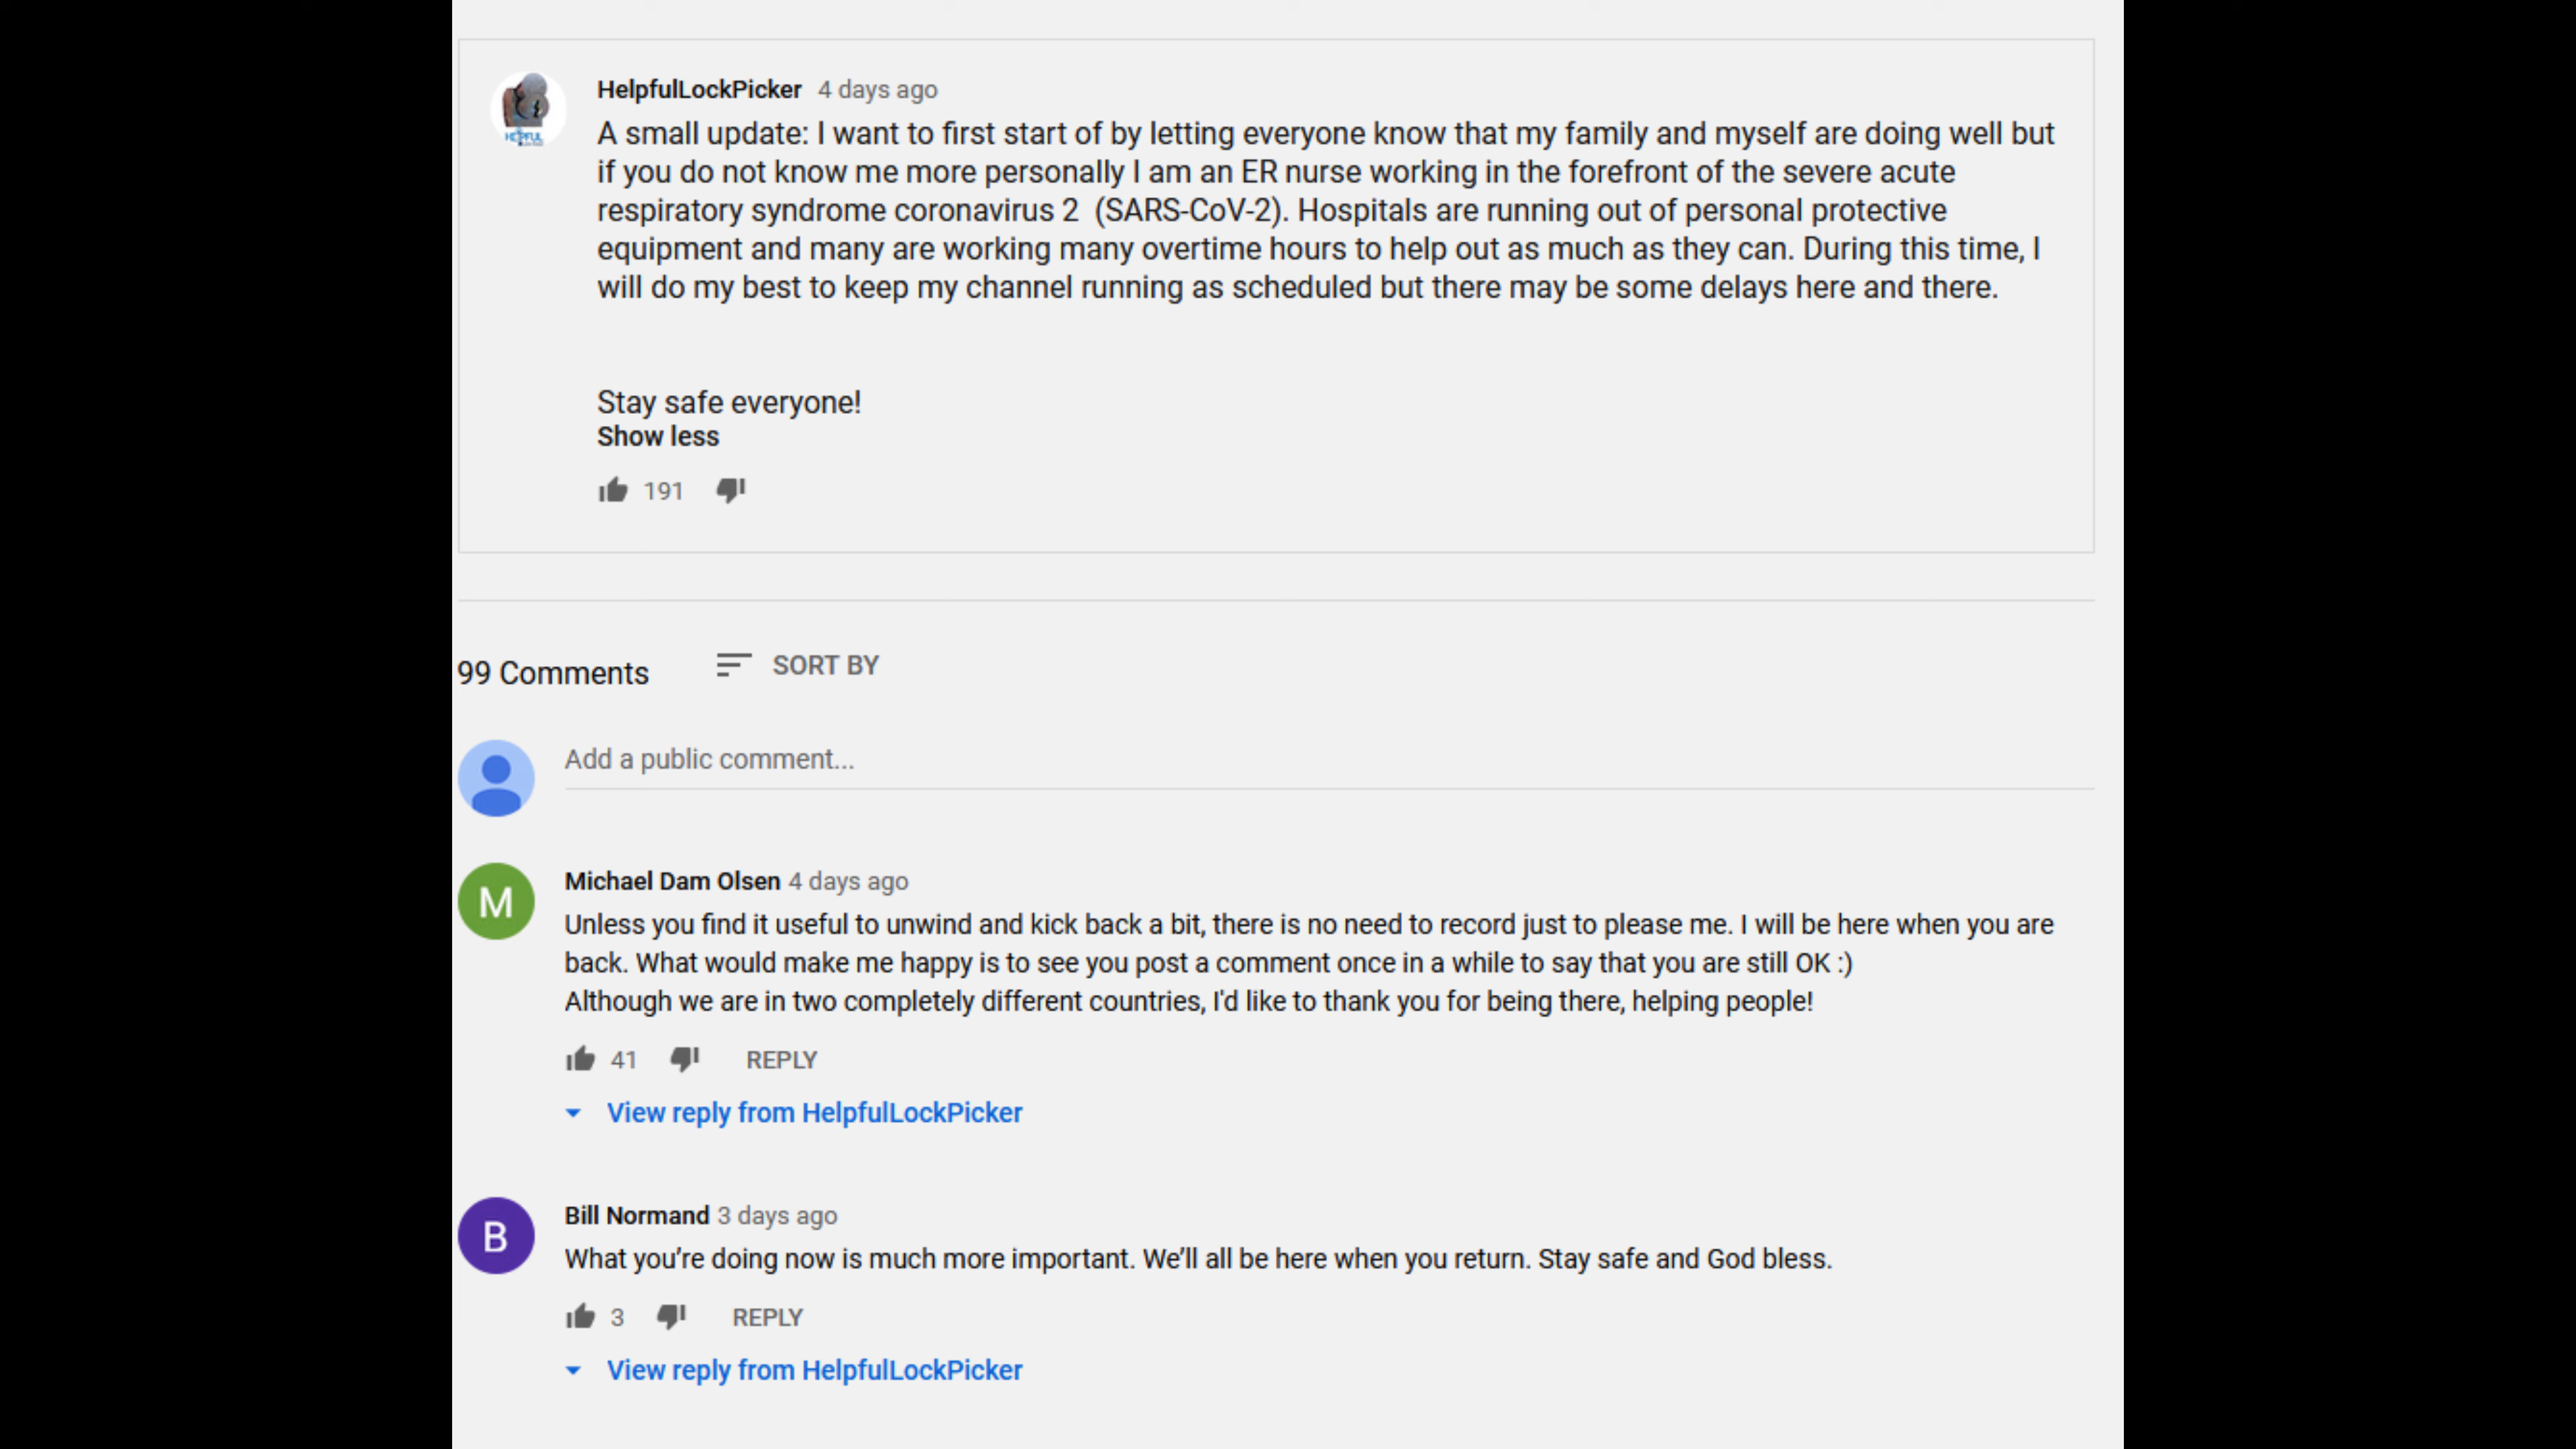 HelpfulLockPicker 4 days ago
A small update: I want to first start of by letting everyone know that my family and myself are doing well but
if you do not know me more personally I am an ER nurse working in the forefront of the severe acute
respiratory syndrome coronavirus 2  (SARS-CoV-2). Hospitals are running out of personal protective
equipment and many are working many overtime hours to help out as much as they can. During this time, I
will do my best to keep my channel running as scheduled but there may be some delays here and there.
Stay safe everyone!
Show less
191
99 Comments SORT BY
Add a public comment...
M
Michael Dam Olsen 4 days ago
Unless you find it useful to unwind and kick back a bit, there is no need to record just to please me. I will be here when you are
back. What would make me happy is to see you post a comment once in a while to say that you are still OK :)
Although we are in two completely different countries, I'd like to thank you for being there, helping people!
41 REPLY
View reply from HelpfulLockPicker
B
Bill Normand 3 days ago
What you’re doing now is much more important. We’ll all be here when you return. Stay safe and God bless.
3 REPLY
View reply from HelpfulLockPicker